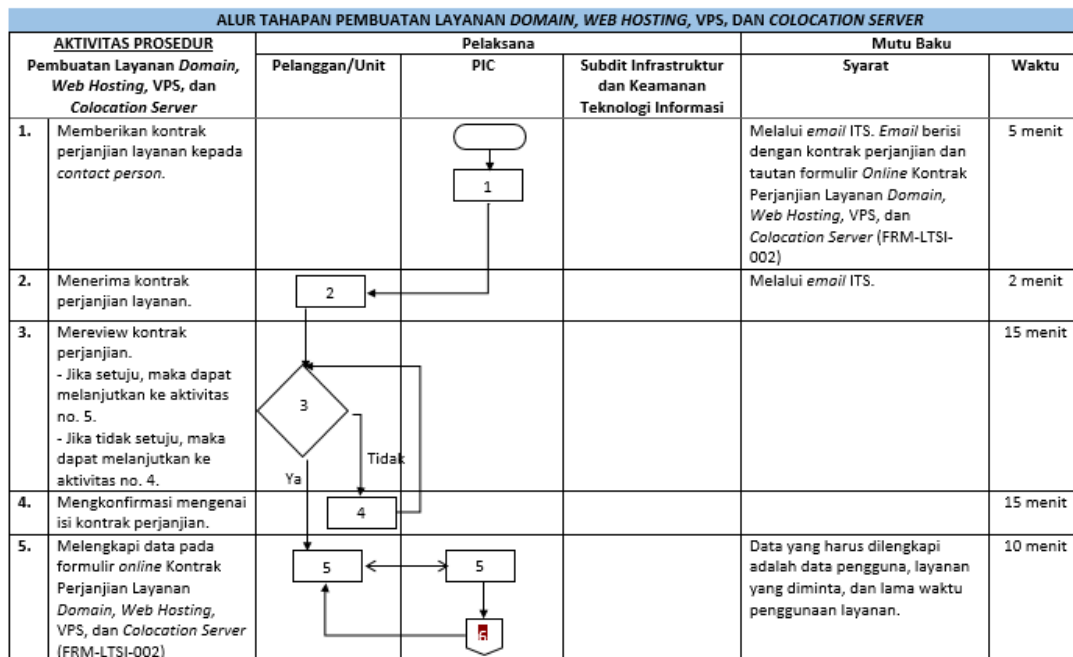 ALUR TAHAPAN PEMBUATAN LAYANAN DOMAIN, WEB HOSTING, VPS, DAN COLOCATION SERVER
AKTIVITAS PROSEDUR
Pembuatan Layanan Domain,
Web Hosting, VPS, dan
Colocation Server
Pelaksana
Mutu Baku
Pelanggan/Unit
PIC
Subdit Infrastruktur
dan Keamanan
Teknologi Informasi
Syarat
Waktu
1.
Memberikan kontrak
perjanjian layanan kepada
contact person.
1
Melalui email ITS. Email berisi
dengan kontrak perjanjian dan
tautan formulir Online Kontrak
Perjanjian Layanan Domain,
Web Hosting, VPS, dan
Colocation Server (FRM-LTSI-
002)
5 menit
2.
Menerima kontrak
perjanjian layanan.
2
Melalui email ITS.
2 menit
3.
Mereview kontrak
perjanjian.
- Jika setuju, maka dapat
melanjutkan ke aktivitas
no. 5.
- Jika tidak setuju, maka
dapat melanjutkan ke
aktivitas no. 4.
3
Tidak
Ya
15 menit
4.
Mengkonfirmasi mengenai
isi kontrak perjanjian.
4
15 menit
5.
Melengkapi data pada
formulir online Kontrak
Perjanjian Layanan
Domain, Web Hosting,
VPS, dan Colocation Server
(FRM-LTSI-002)
5
5
6
Data yang harus dilengkapi
adalah data pengguna, layanan
yang diminta, dan lama waktu
penggunaan layanan.
10 menit